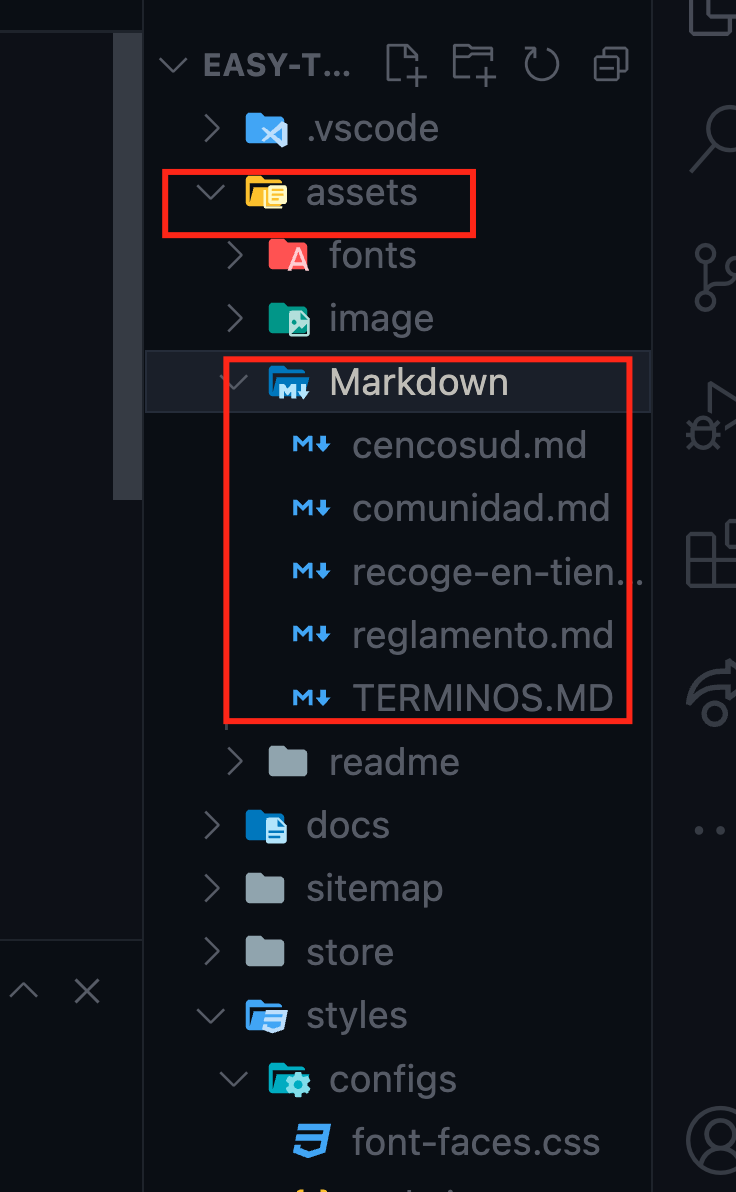 EASY-T...
.vscode
assets
fonts
image
Markdown
cencosud.md
comunidad.md
recoge-en-tien...
reglamento.md
TERMINOS.MD
readme
docs
sitemap
store
styles
configs
font-faces.css